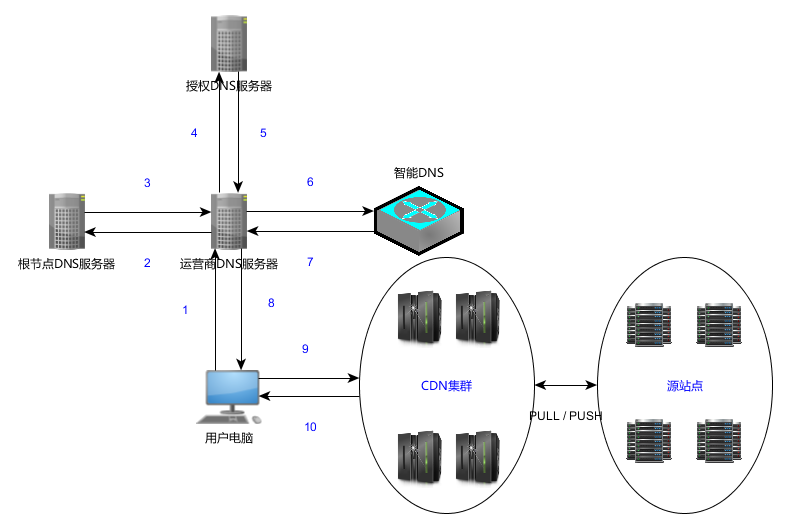 授权DNS服务器
4
5
智能DNS
3
6
根节点DNS服务器
2
运营商DNS服务器
7
1
8
9
CDN集群
源站点
PULL / PUSH
10
用户电脑